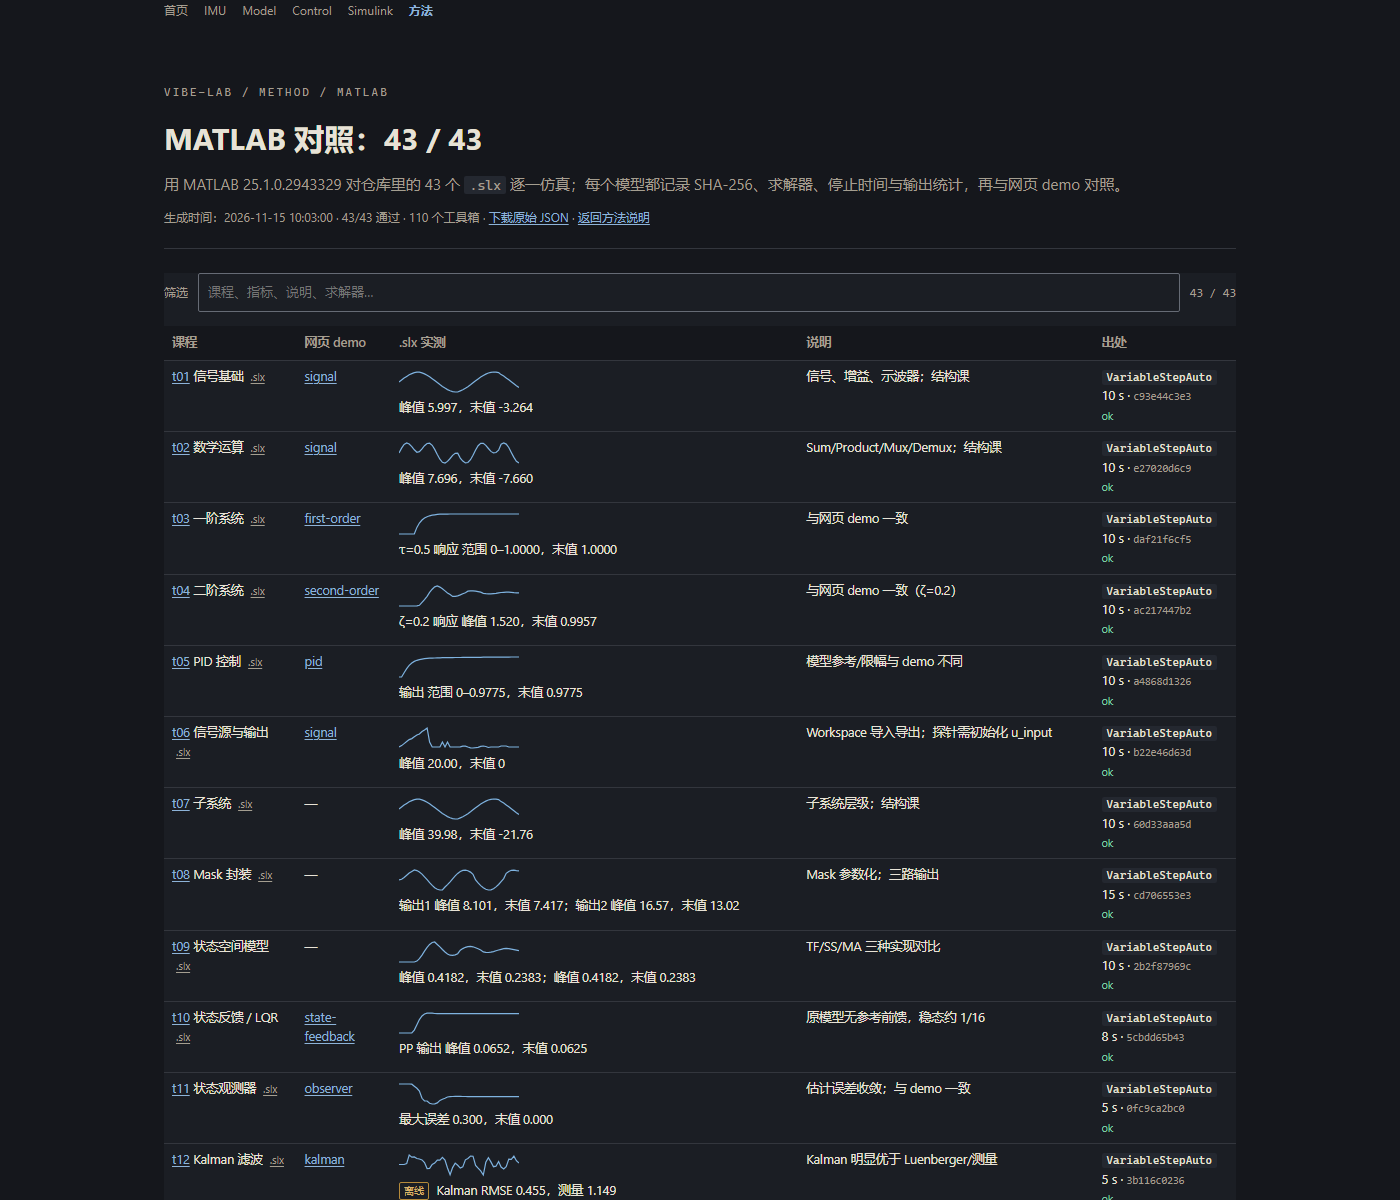 首页 IMU Model Control Simulink 方法
VIBE-LAB / METHOD / MATLAB
MATLAB 对照：43 / 43
用 MATLAB 25.1.0.2943329 对仓库里的 43 个 .slx 逐一仿真；每个模型都记录 SHA-256、求解器、停止时间与输出统计，再与网页 demo 对照。
生成时间：2026-11-15 10:03:00 · 43/43 通过 · 110 个工具箱 · 下载原始 JSON · 返回方法说明
筛选 课程、指标、说明、求解器... 43 / 43
课程 网页 demo .slx 实测 说明 出处
t01 信号基础 .slx signal 信号、增益、示波器；结构课 VariableStepAuto
峰值 5.997，末值 -3.264 10 s · c93e44c3e3
ok
t02 数学运算 .slx signal Sum/Product/Mux/Demux；结构课 VariableStepAuto
峰值 7.696，末值 -7.660 10 s · e27020d6c9
ok
t03 一阶系统 .slx first-order 与网页 demo 一致 VariableStepAuto
τ=0.5 响应 范围 0–1.0000，末值 1.0000 10 s · daf21f6cf5
ok
t04 二阶系统 .slx second-order 与网页 demo 一致（ζ=0.2） VariableStepAuto
ζ=0.2 响应 峰值 1.520，末值 0.9957 10 s · ac217447b2
ok
t05 PID 控制 .slx pid 模型参考/限幅与 demo 不同 VariableStepAuto
输出 范围 0–0.9775，末值 0.9775 10 s · a4868d1326
ok
t06 信号源与输出 signal Workspace 导入导出；探针需初始化 u_input VariableStepAuto
.slx 峰值 20.00，末值 0 10 s · b22e46d63d
ok
t07 子系统 .slx — 子系统层级；结构课 VariableStepAuto
峰值 39.98，末值 -21.76 10 s · 60d33aaa5d
ok
t08 Mask 封装 .slx — Mask 参数化；三路输出 VariableStepAuto
输出1 峰值 8.101，末值 7.417；输出2 峰值 16.57，末值 13.02 15 s · cd706553e3
ok
t09 状态空间模型 — TF/SS/MA 三种实现对比 VariableStepAuto
.slx 峰值 0.4182，末值 0.2383；峰值 0.4182，末值 0.2383 10 s · 2b2f87969c
ok
t10 状态反馈 / LQR state- 原模型无参考前馈，稳态约 1/16 VariableStepAuto
.slx feedback PP 输出 峰值 0.0652，末值 0.0625 8 s · 5cbdd65b43
ok
t11 状态观测器 .slx observer 估计误差收敛；与 demo 一致 VariableStepAuto
最大误差 0.300，末值 0.000 5 s · 0fc9ca2bc0
ok
t12 Kalman 滤波 .slx kalman Kalman 明显优于 Luenberger/测量 VariableStepAuto
离线 Kalman RMSE 0.455，测量 1.149 5 s · 3b116c0236
ok